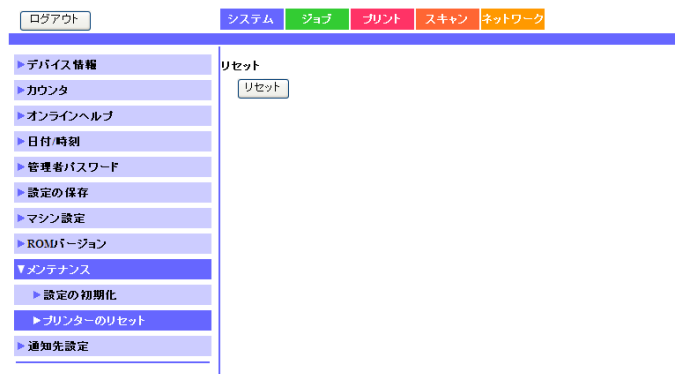 ログアウト
システム ジョブ プリント スキャン ネットワーク
▶デバイス情報
▶カウンタ
▶オンラインヘルプ
▶日付/時刻
▶管理者パスワード
▶設定の保存
▶マシン設定
▶ROMバージョン
▼メンテナンス
▶設定の初期化
▶プリンターのリセット
▶通知先設定
リセット
リセット